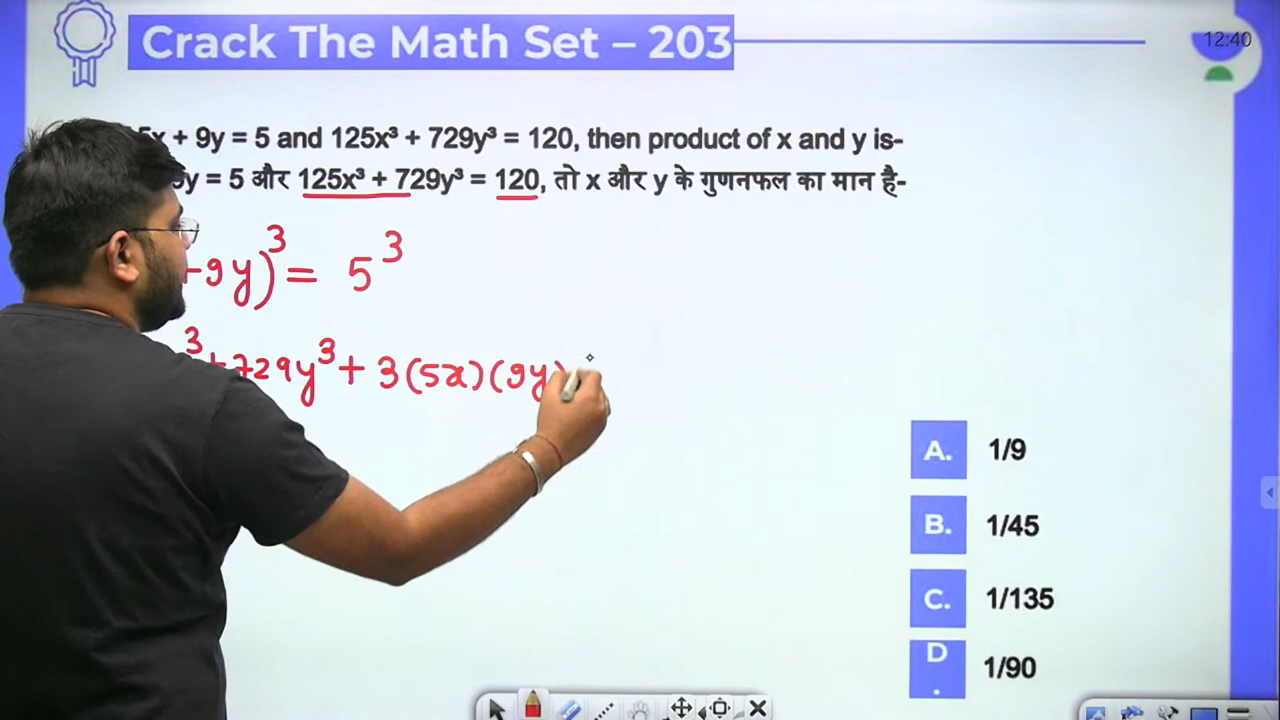 Crack The Math Set – 203
12:40
5x + 9y = 5 and 125x³ + 729y³ = 120, then product of x and y is-
y = 5 और 125x³ + 729y³ = 120, तो x और y के गुणनफल का मान है-
+9y)³ = 5³
³ + 729y³ + 3(5x)(9y)
A. 1/9
B. 1/45
C. 1/135
D. 1/90